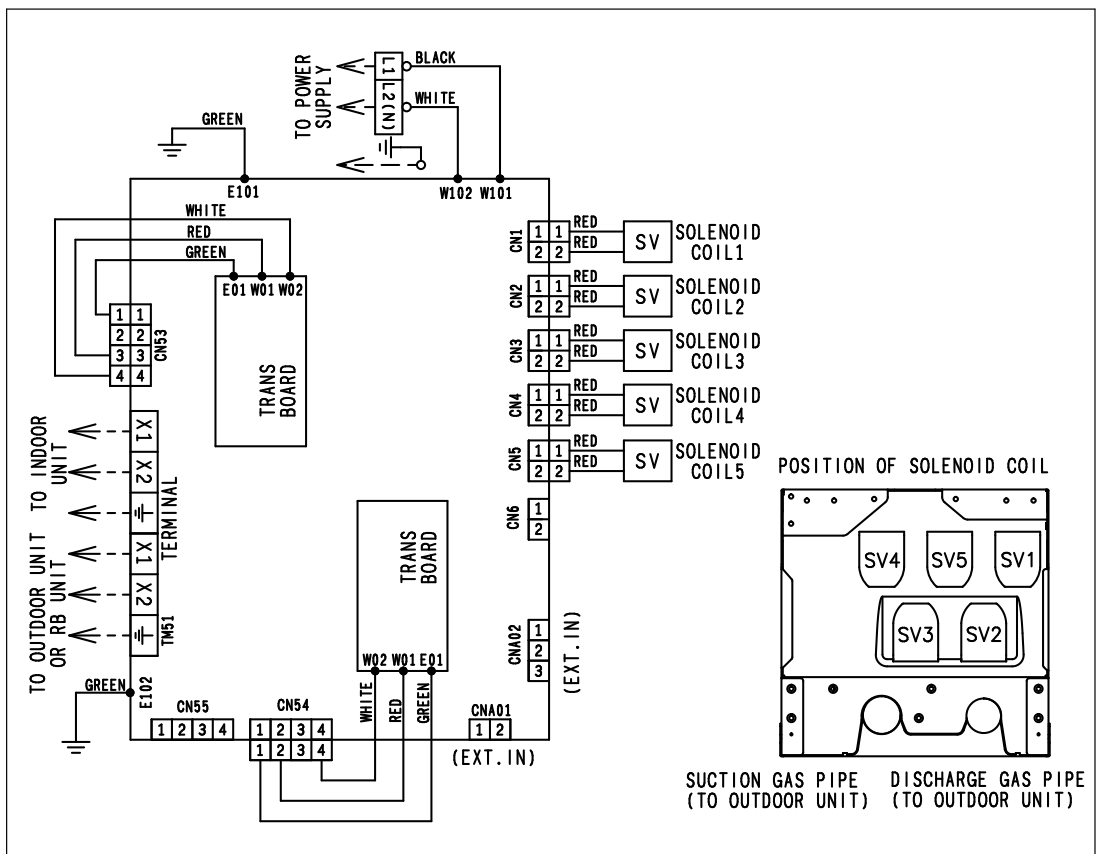 TO POWER
SUPPLY
L1
L2(N)
BLACK
WHITE
GREEN
E101
W102 W101
WHITE
RED
GREEN
E01 W01 W02
TRANS
BOARD
1 1
2 2
3 3
4 4
CN53
CN1
1 1 RED
2 2 RED
SV
SOLENOID
COIL1
CN2
1 1 RED
2 2 RED
SV
SOLENOID
COIL2
CN3
1 1 RED
2 2 RED
SV
SOLENOID
COIL3
CN4
1 1 RED
2 2 RED
SV
SOLENOID
COIL4
CN5
1 1 RED
2 2 RED
SV
SOLENOID
COIL5
CN6
1
2
TO INDOOR
UNIT
TO OUTDOOR UNIT
OR RB UNIT
X1
X2
X1
X2
TERMINAL
TM51
TRANS
BOARD
W02 W01 E01
WHITE
RED
GREEN
CNA02
1
2
3
(EXT.IN)
GREEN
E102
CN55
1 2 3 4
CN54
1 2 3 4
1 2 3 4
CNA01
1 2
(EXT.IN)
POSITION OF SOLENOID COIL
SV4 SV5 SV1
SV3 SV2
SUCTION GAS PIPE
(TO OUTDOOR UNIT)
DISCHARGE GAS PIPE
(TO OUTDOOR UNIT)